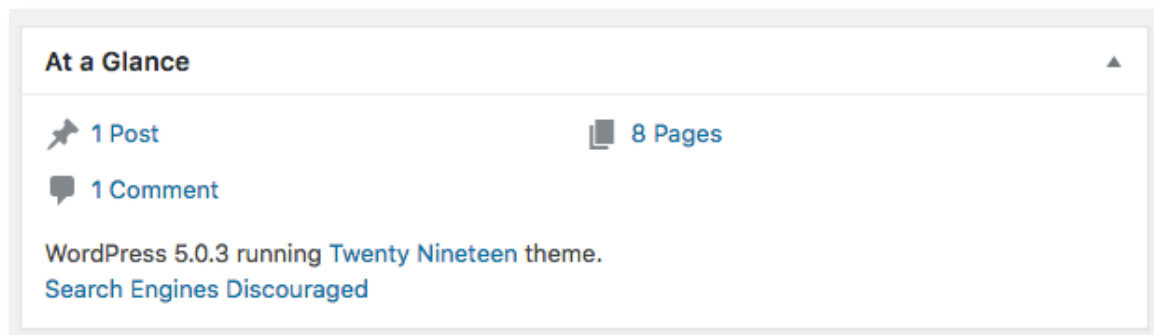 At a Glance
1 Post
8 Pages
1 Comment
WordPress 5.0.3 running Twenty Nineteen theme.
Search Engines Discouraged